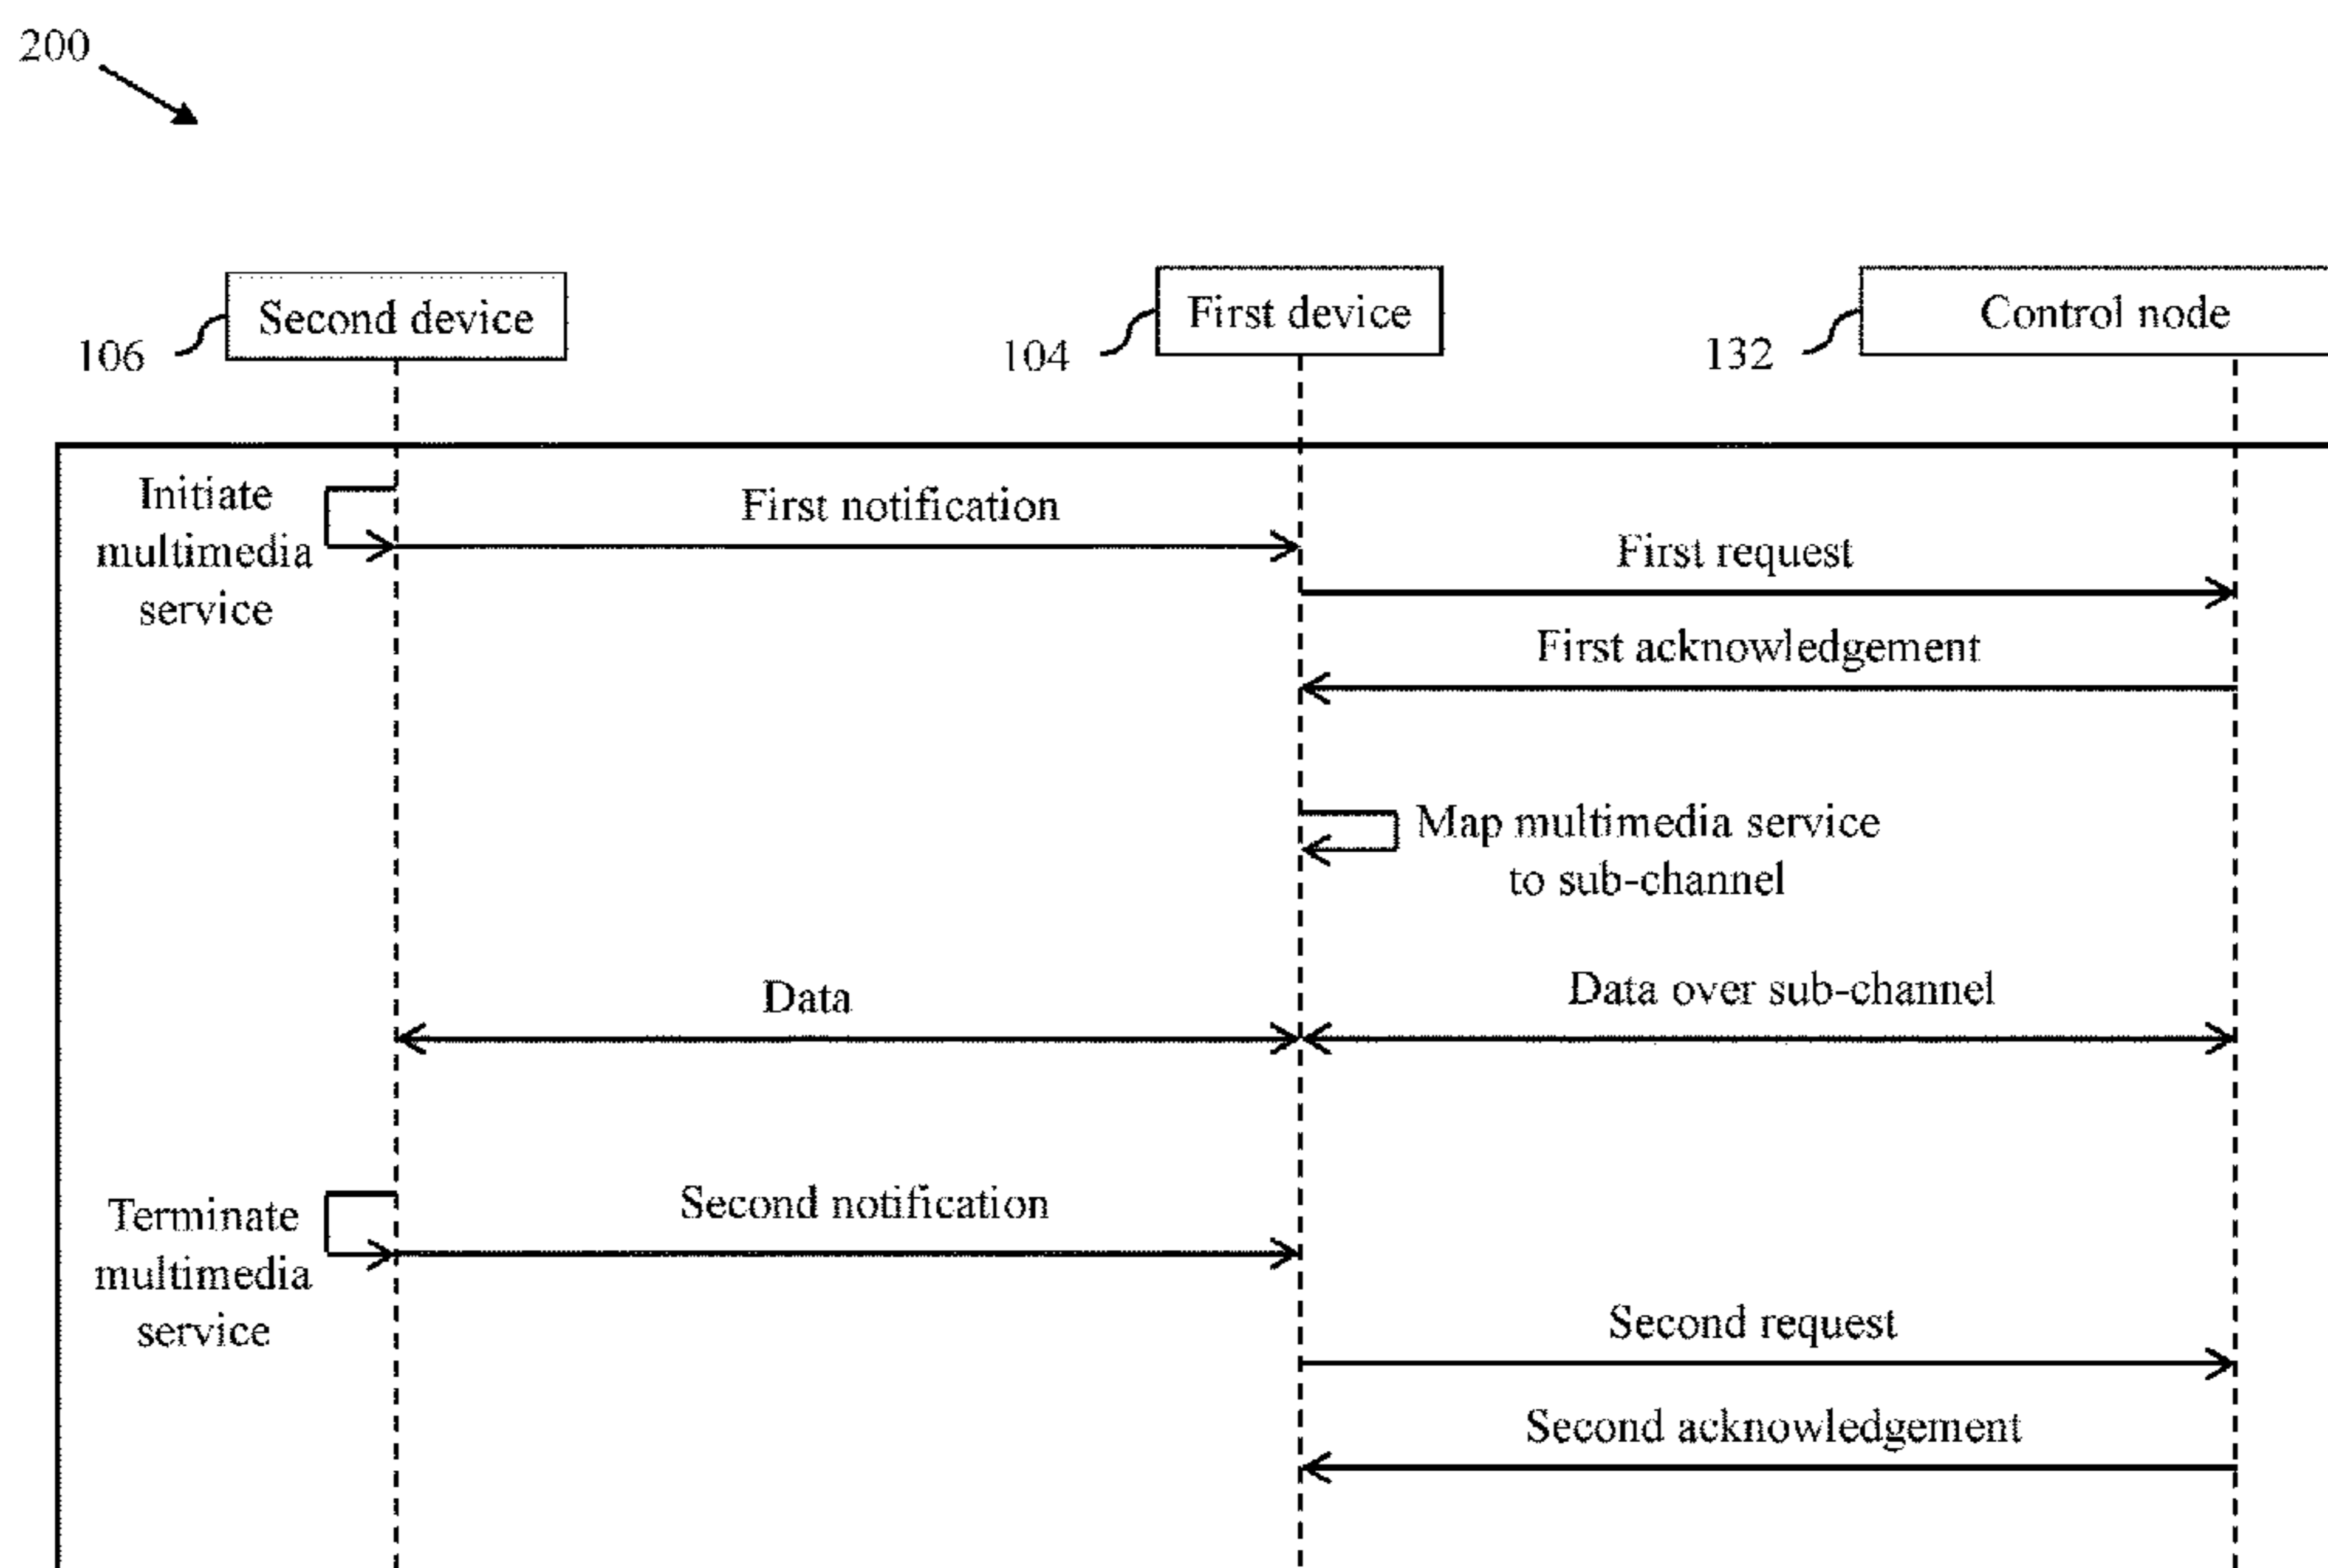 200
Second device
First device
Control node
106
104
132
Initiate
multimedia
service
First notification
First request
First acknowledgement
Map multimedia service
to sub-channel
Data
Data over sub-channel
Terminate
multimedia
service
Second notification
Second request
Second acknowledgement